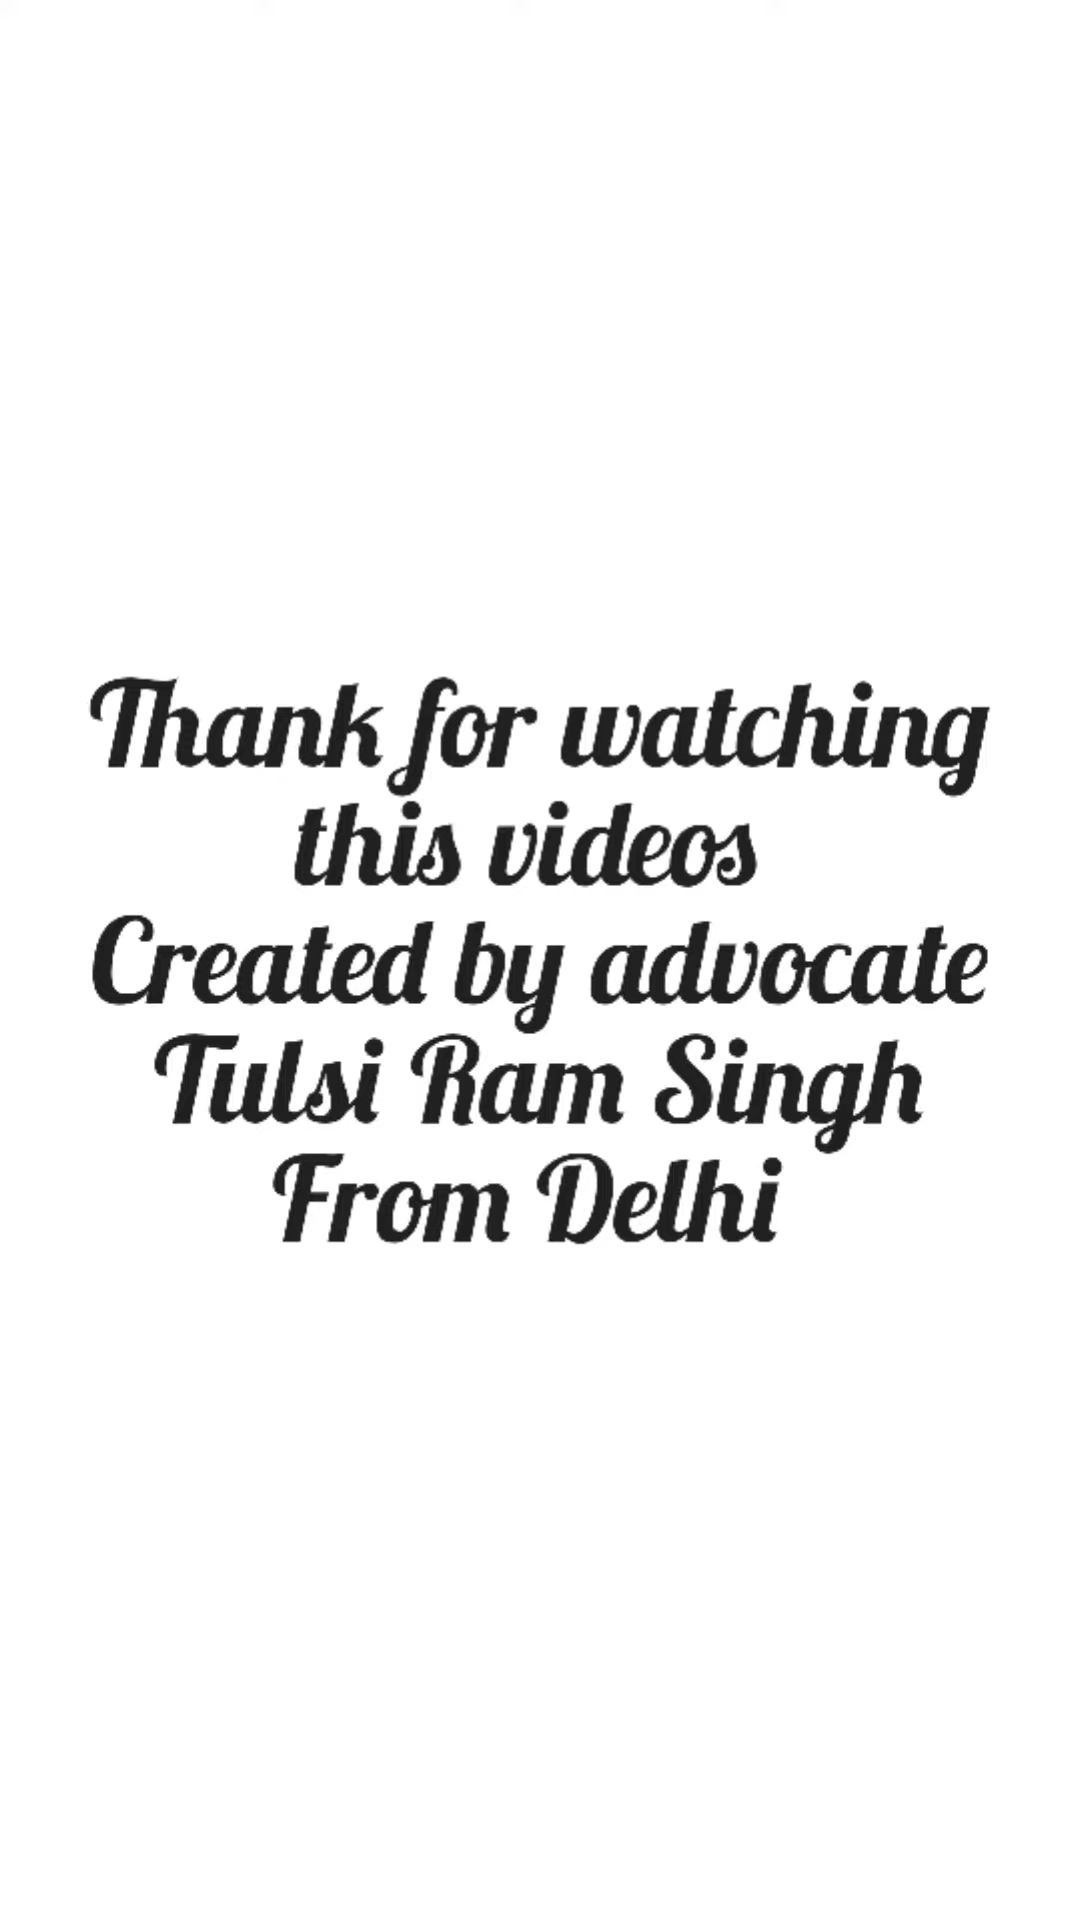 Thank for watching
this videos
Created by advocate
Tulsi Ram Singh
From Delhi